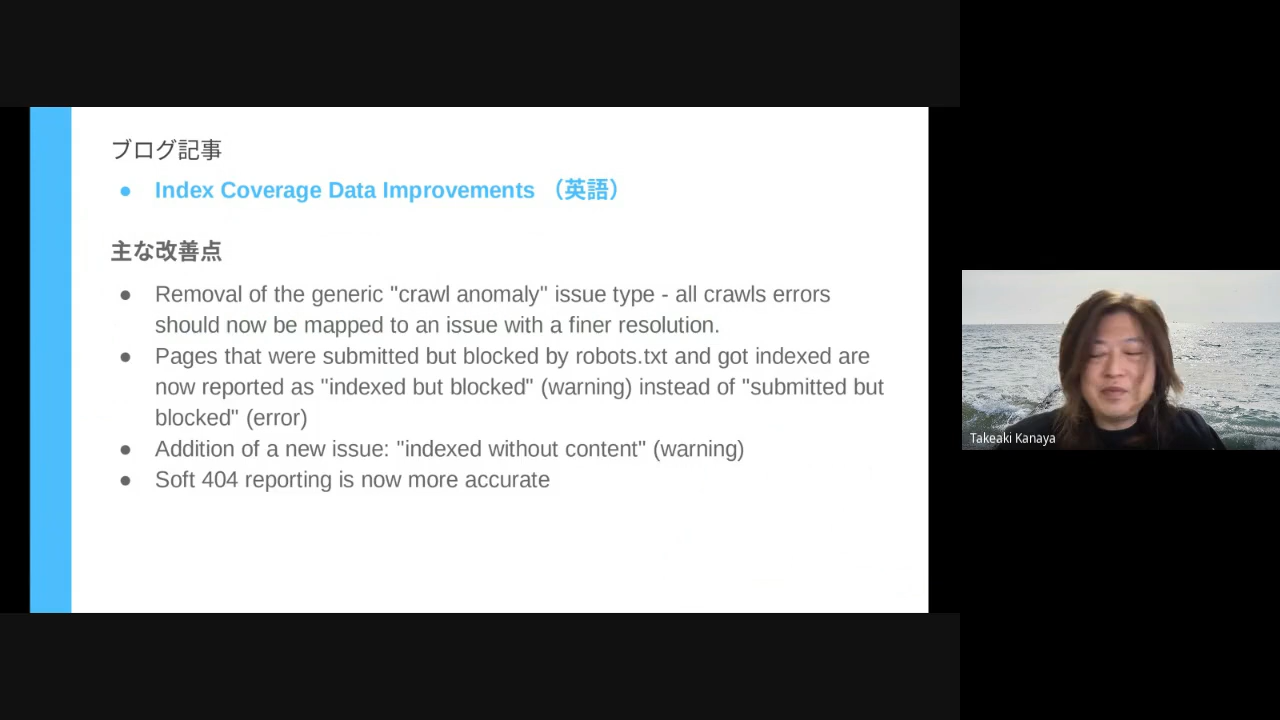 ブログ記事
● Index Coverage Data Improvements （英語）
主な改善点
● Removal of the generic "crawl anomaly" issue type - all crawls errors
should now be mapped to an issue with a finer resolution.
● Pages that were submitted but blocked by robots.txt and got indexed are
now reported as "indexed but blocked" (warning) instead of "submitted but
blocked" (error)
● Addition of a new issue: "indexed without content" (warning)
● Soft 404 reporting is now more accurate
Takeaki Kanaya